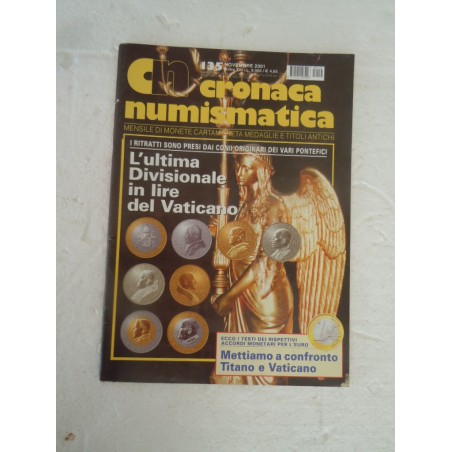 135 NOVEMBRE 2001
cn cronaca
numismatica
MENSILE DI MONETE CARTAMONETA MEDAGLIE E TITOLI ANTICHI
I RITRATTI SONO PRESI DAI CONII ORIGINARI DEI VARI PONTEFICI
L'ultima
Divisionale
in lire
del Vaticano
ECCO I TESTI DEI RISPETTIVI
ACCORDI MONETARI PER L'EURO
Mettiamo a confronto
Titano e Vaticano